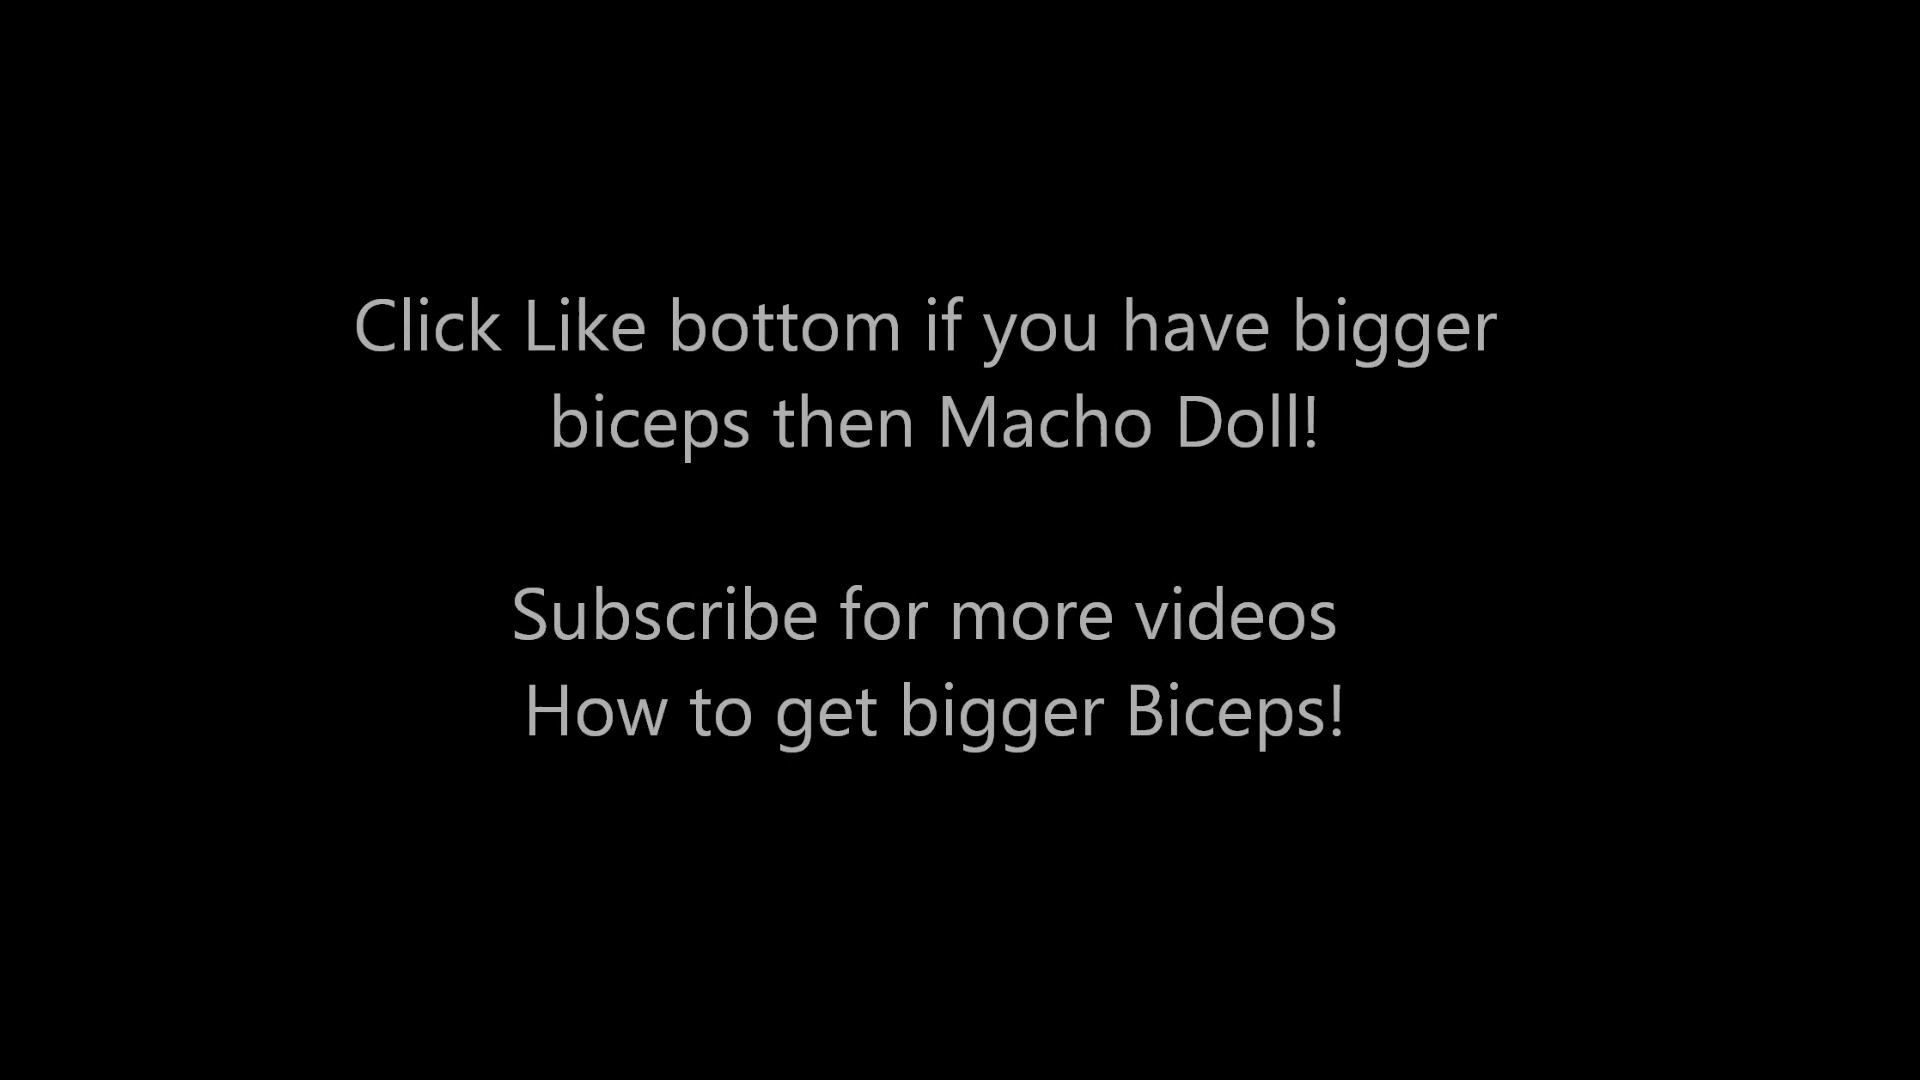 Click Like bottom if you have bigger
biceps then Macho Doll!
Subscribe for more videos
How to get bigger Biceps!